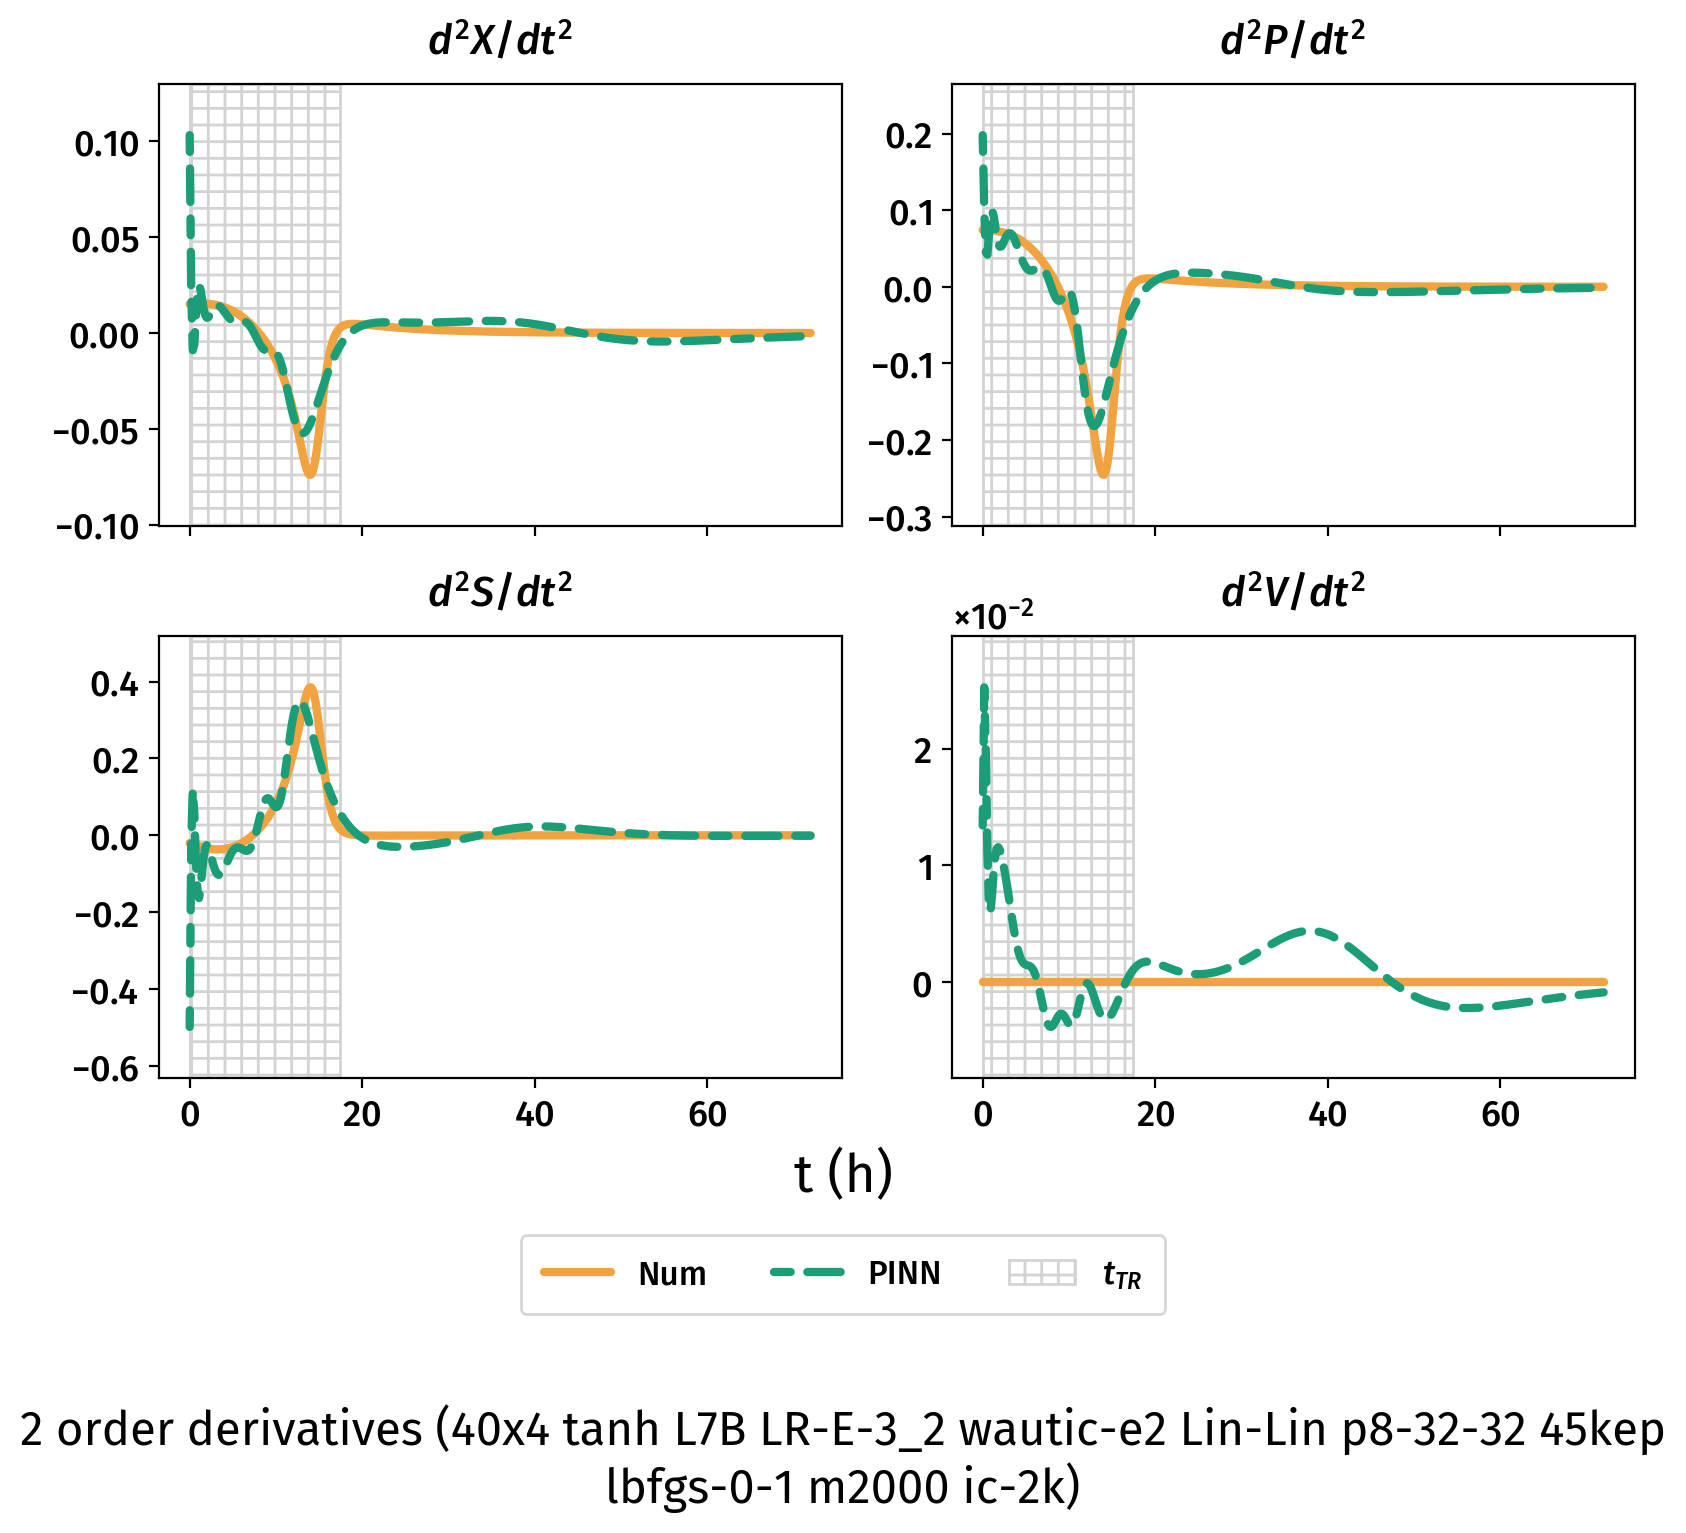 d²X/dt²
0.10
0.05
0.00
−0.05
−0.10
d²P/dt²
0.2
0.1
0.0
−0.1
−0.2
−0.3
d²S/dt²
0.4
0.2
0.0
−0.2
−0.4
−0.6
0 20 40 60
d²V/dt²
×10⁻²
2
1
0
0 20 40 60
t (h)
Num PINN t_TR
2 order derivatives (40x4 tanh L7B LR-E-3_2 wautic-e2 Lin-Lin p8-32-32 45kep
lbfgs-0-1 m2000 ic-2k)